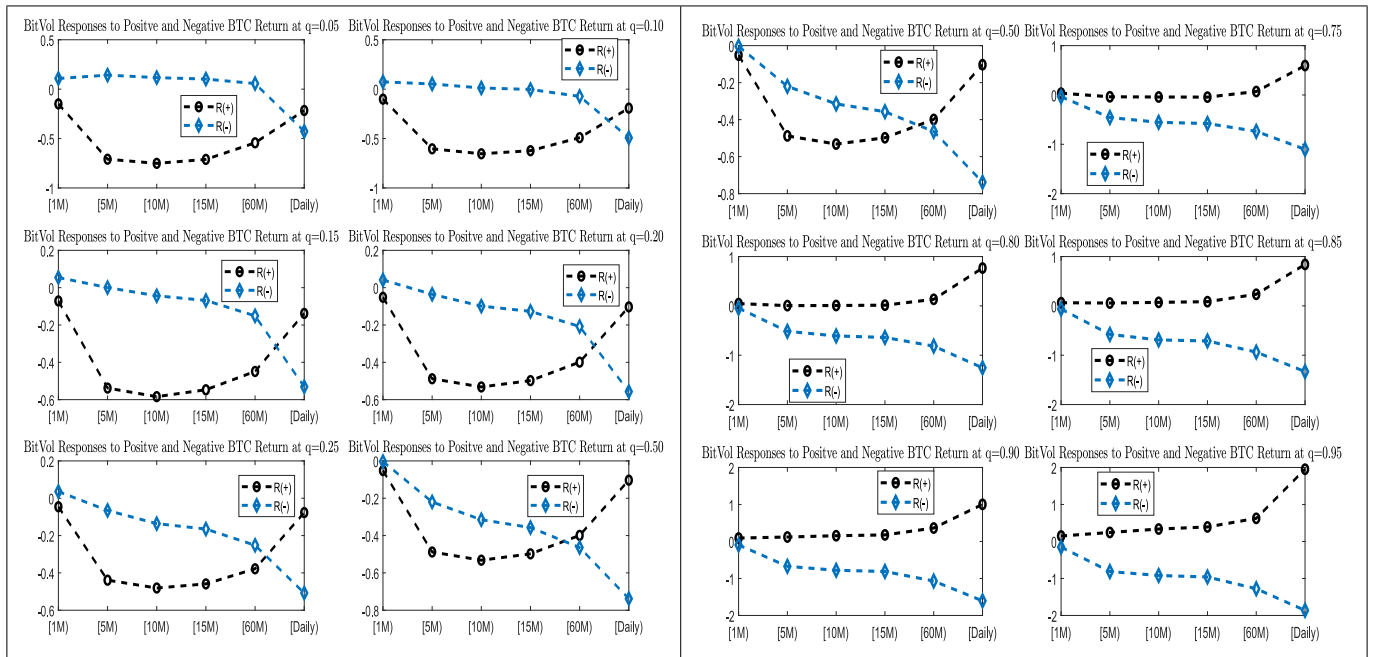 BitVol Responses to Positve and Negative BTC Return at q=0.05
0.5
0
-0.5
-1
R(+)
R(-)
[1M) [5M) [10M) [15M) [60M) [Daily)
BitVol Responses to Positve and Negative BTC Return at q=0.10
0.5
0
-0.5
-1
R(+)
R(-)
[1M) [5M) [10M) [15M) [60M) [Daily)
BitVol Responses to Positve and Negative BTC Return at q=0.15
0.2
0
-0.2
-0.4
-0.6
R(+)
R(-)
[1M) [5M) [10M) [15M) [60M) [Daily)
BitVol Responses to Positve and Negative BTC Return at q=0.20
0.2
0
-0.2
-0.4
-0.6
R(+)
R(-)
[1M) [5M) [10M) [15M) [60M) [Daily)
BitVol Responses to Positve and Negative BTC Return at q=0.25
0.2
0
-0.2
-0.4
-0.6
R(+)
R(-)
[1M) [5M) [10M) [15M) [60M) [Daily)
BitVol Responses to Positve and Negative BTC Return at q=0.50
0
-0.2
-0.4
-0.6
-0.8
R(+)
R(-)
[1M) [5M) [10M) [15M) [60M) [Daily)
BitVol Responses to Positve and Negative BTC Return at q=0.50
0
-0.2
-0.4
-0.6
-0.8
R(+)
R(-)
[1M) [5M) [10M) [15M) [60M) [Daily)
BitVol Responses to Positve and Negative BTC Return at q=0.75
1
0
-1
-2
R(+)
R(-)
[1M) [5M) [10M) [15M) [60M) [Daily)
BitVol Responses to Positve and Negative BTC Return at q=0.80
1
0
-1
-2
R(+)
R(-)
[1M) [5M) [10M) [15M) [60M) [Daily)
BitVol Responses to Positve and Negative BTC Return at q=0.85
1
0
-1
-2
R(+)
R(-)
[1M) [5M) [10M) [15M) [60M) [Daily)
BitVol Responses to Positve and Negative BTC Return at q=0.90
2
1
0
-1
-2
R(+)
R(-)
[1M) [5M) [10M) [15M) [60M) [Daily)
BitVol Responses to Positve and Negative BTC Return at q=0.95
2
1
0
-1
-2
R(+)
R(-)
[1M) [5M) [10M) [15M) [60M) [Daily)